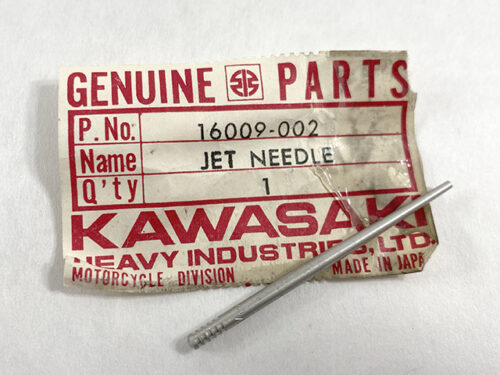 GENUINE PARTS
P. No. 16009-002
Name JET NEEDLE
Q'ty 1
KAWASAKI
HEAVY INDUSTRIES, LTD.
MOTORCYCLE DIVISION MADE IN JAPAN